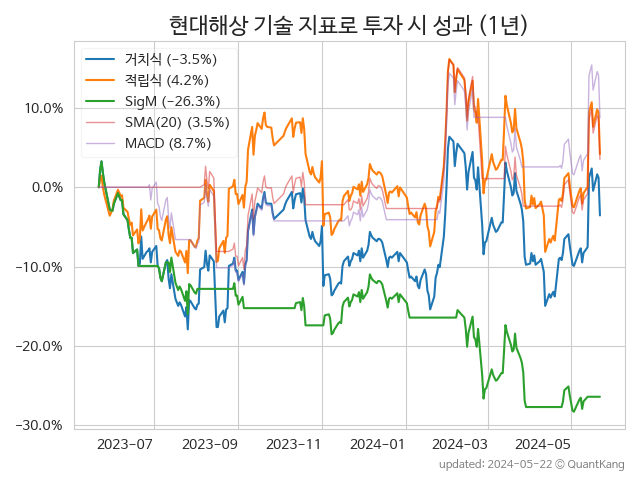 현대해상 기술 지표로 투자 시 성과 (1년)
거치식 (−3.5%)
적립식 (4.2%)
SigM (−26.3%)
SMA(20) (3.5%)
MACD (8.7%)
10.0%
0.0%
−10.0%
−20.0%
−30.0%
2023-07 2023-09 2023-11 2024-01 2024-03 2024-05
updated: 2024-05-22 © QuantKang